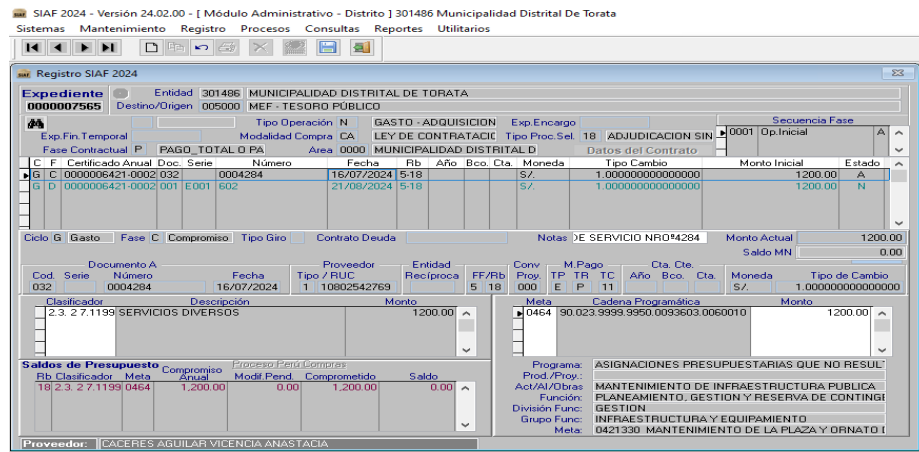 SIAF 2024 - Versión 24.02.00 - [ Módulo Administrativo - Distrito ] 301486 Municipalidad Distrital De Torata
Sistemas Mantenimiento Registro Procesos Consultas Reportes Utilitarios
Registro SIAF 2024
Expediente Entidad 301486 MUNICIPALIDAD DISTRITAL DE TORATA
0000007565 Destino/Origen 005000 MEF - TESORO PÚBLICO
Tipo Operación N GASTO - ADQUISICION Exp.Encargo Secuencia Fase
Exp.Fin.Temporal Modalidad Compra CA LEY DE CONTRATACIC Tipo Proc.Sel. 18 ADJUDICACION SIN 0001 Op.Inicial A
Fase Contractual P PAGO_TOTAL O PA Area 0000 MUNICIPALIDAD DISTRITAL D Datos del Contrato
C F Certificado Anual Doc. Serie Número Fecha Rb Año Bco. Cta. Moneda Tipo Cambio Monto Inicial Estado
G C 0000006421-0002 032 0004284 16/07/2024 5-18 S/. 1.000000000000000 1200.00 A
G D 0000006421-0002 001 E001 602 21/08/2024 5-18 S/. 1.000000000000000 1200.00 N
Ciclo G Gasto Fase C Compromiso Tipo Giro Contrato Deuda Notas DE SERVICIO NROº4284 Monto Actual 1200.00
Saldo MN 0.00
Documento A Proveedor Entidad Conv M.Pago Cta. Cte.
Cod. Serie Número Fecha Tipo / RUC Recíproca FF/Rb Proy. TP TR TC Año Bco. Cta. Moneda Tipo de Cambio
032 0004284 16/07/2024 1 10802542769 5 18 000 E P 11 S/. 1.000000000000000
Clasificador Descripción Monto Meta Cadena Programática Monto
2.3. 2 7.1199 SERVICIOS DIVERSOS 1200.00 0464 90.023.9999.9950.0093603.0060010 1200.00
Saldos de Presupuesto Compromiso Proceso Perú Compras
Rb Clasificador Meta Anual Modif.Pend. Comprometido Saldo
18 2.3. 2 7.1199 0464 1,200.00 0.00 1,200.00 0.00
Programa: ASIGNACIONES PRESUPUESTARIAS QUE NO RESUL
Prod./Proy.:
Act/AI/Obras MANTENIMIENTO DE INFRAESTRUCTURA PUBLICA
Función: PLANEAMIENTO, GESTION Y RESERVA DE CONTINGE
División Func: GESTION
Grupo Func: INFRAESTRUCTURA Y EQUIPAMIENTO
Meta: 0421330 MANTENIMIENTO DE LA PLAZA Y ORNATO
Proveedor: CACERES AGUILAR VICENCIA ANASTACIA